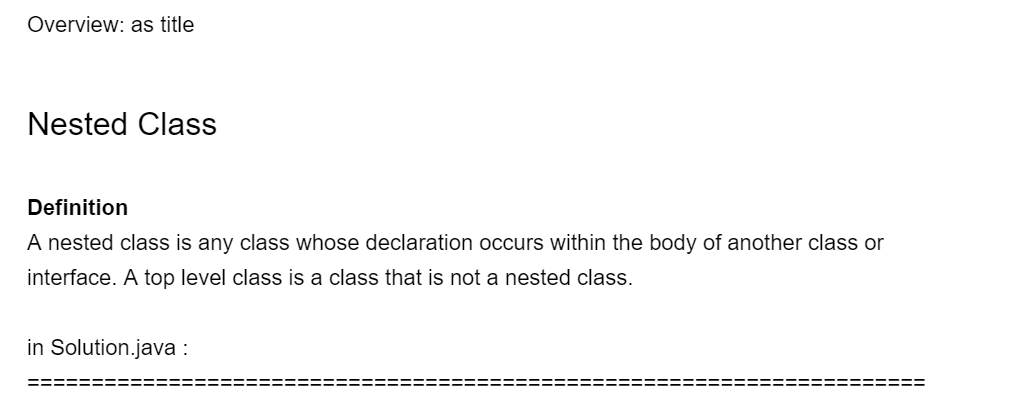 Overview: as title
Nested Class
Definition
A nested class is any class whose declaration occurs within the body of another class or
interface. A top level class is a class that is not a nested class.
in Solution.java :
======================================================================